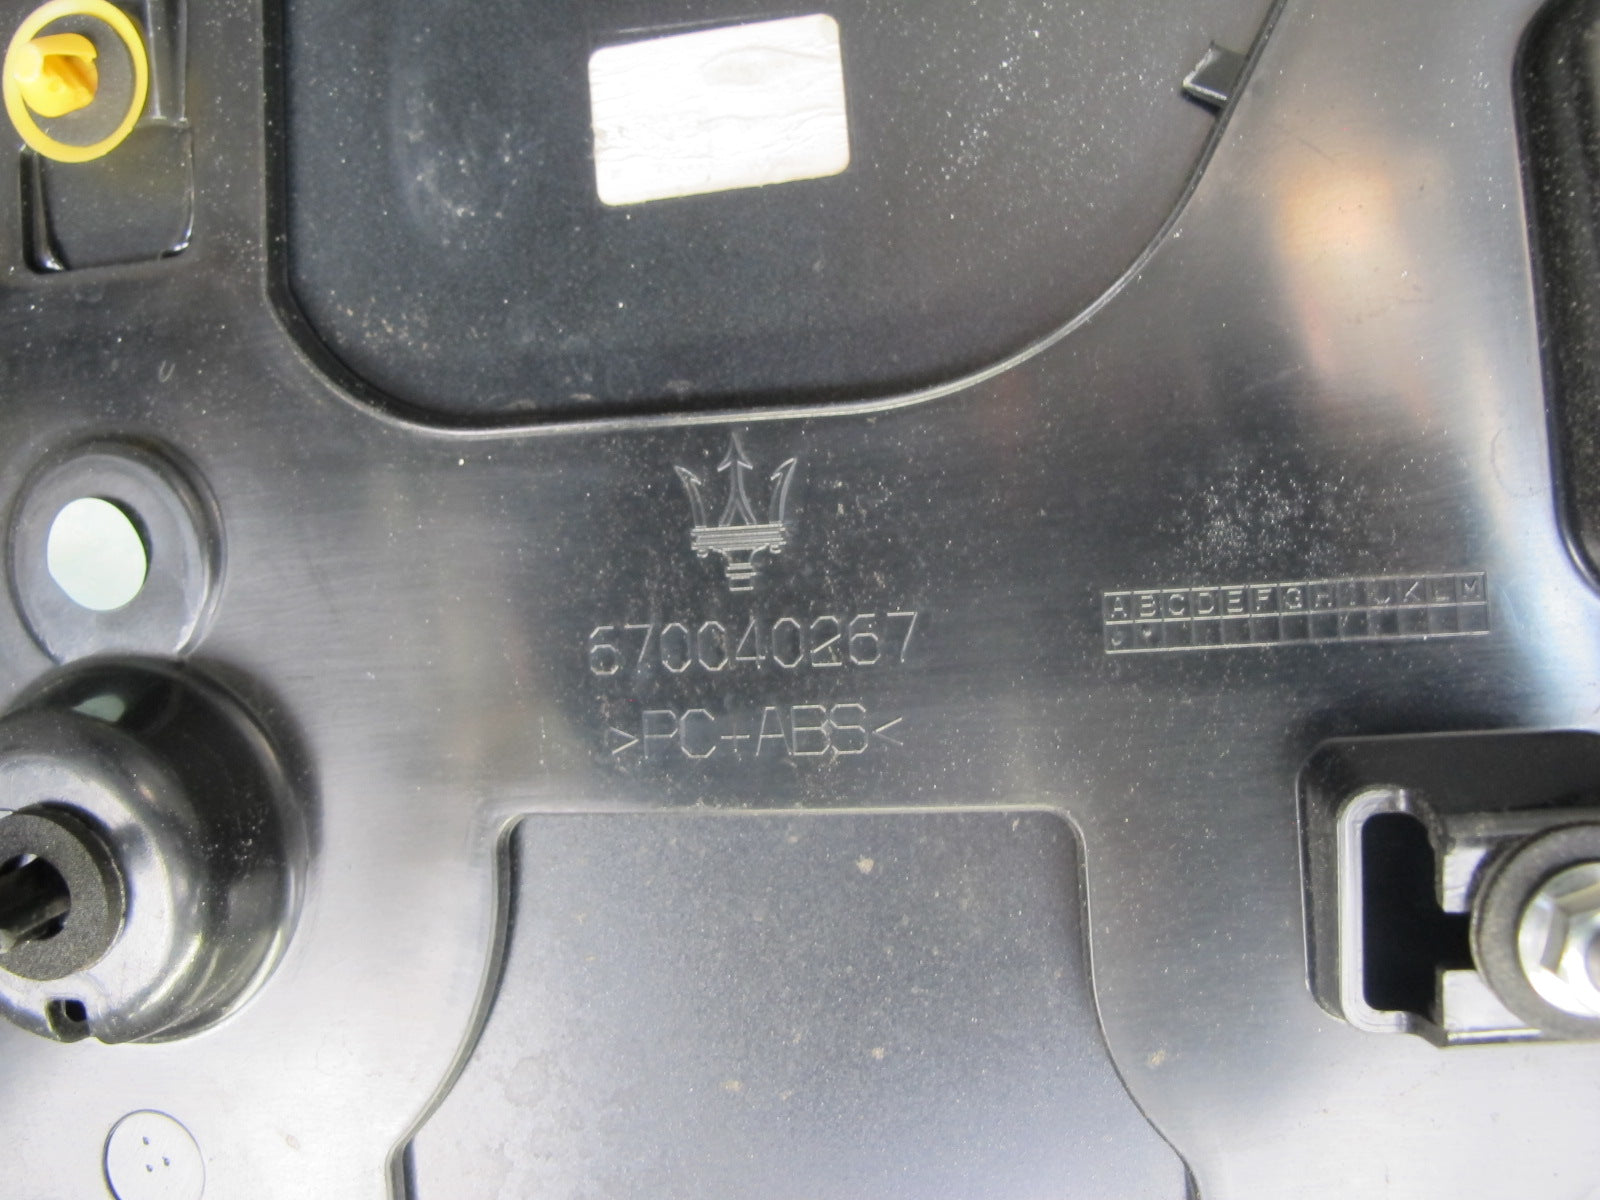 670040267
>PC+ABS<
A B C D E F G H I J K L M